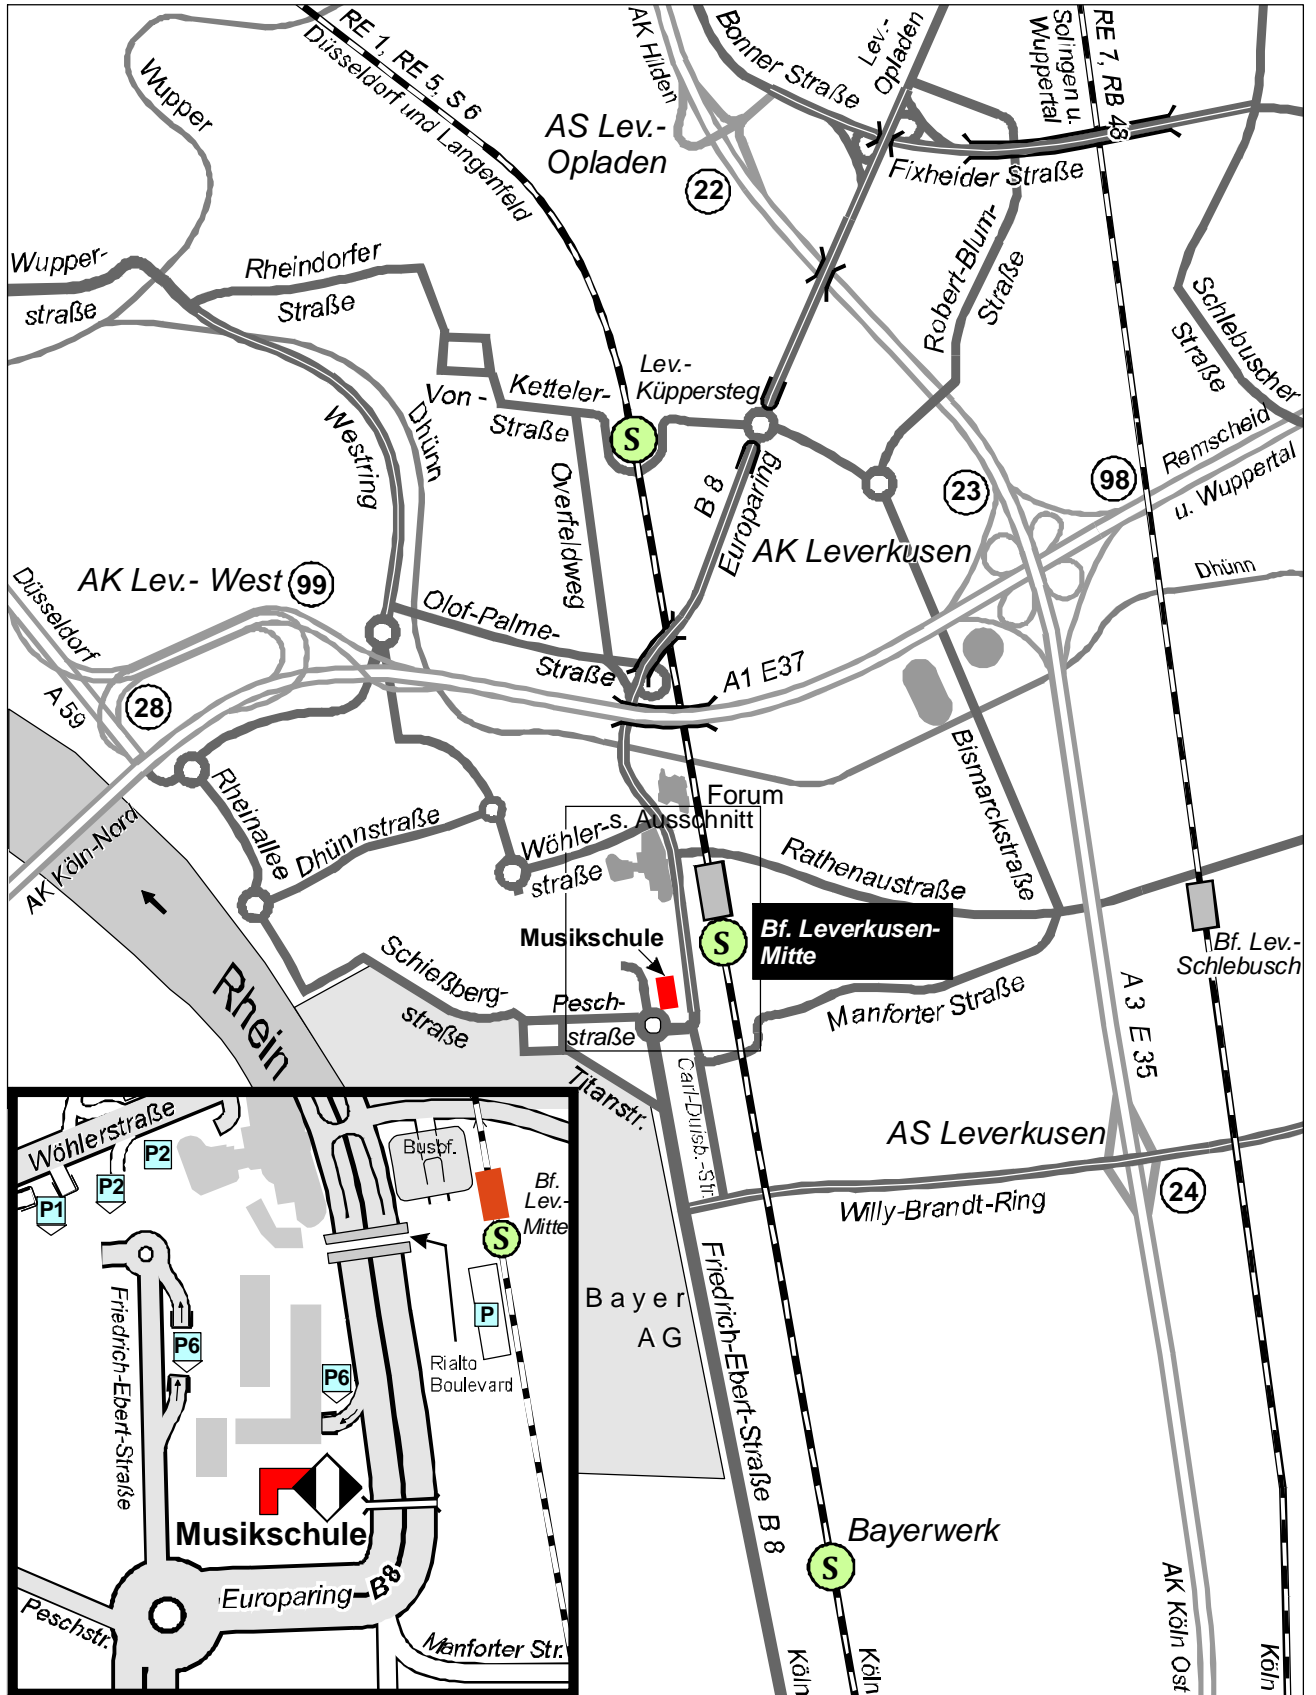 RE 1, RE 5, S 6
Düsseldorf und Langenfeld
AK Hilden
Bonner Straße
Lev.-
Opladen
Solingen u.
Wuppertal
RE 7, RB 48
Wupper
AS Lev.-
Opladen
22
Fixheider Straße
Wupper-
straße
Rheindorfer
Straße
Robert-Blum-
Straße
Schlebuscher
Straße
Lev.-
Küppersteg
Von-
Ketteler-
Straße
S
Westring
Dhünn
Overfeldweg
B 8
Europaring
23
98
Remscheid
u. Wuppertal
AK Leverkusen
Dhünn
AK Lev.- West
99
Düsseldorf
A 59
28
Olof-Palme-
Straße
A1 E37
Bismarckstraße
Rheinallee
Forum
s. Ausschnitt
Dhünnstraße
Wöhler-
straße
Rathenaustraße
AK Köln-Nord
Musikschule
S
Bf. Leverkusen-
Mitte
Bf. Lev.-
Schlebusch
Rhein
Schießberg-
straße
Pesch-
straße
Manforter Straße
A 3 E 35
Titanstr.
Carl-Duisb.-Str.
AS Leverkusen
24
Willy-Brandt-Ring
Bayer
AG
Friedrich-Ebert-Straße B 8
Bayerwerk
S
Köln
Köln
AK Köln Ost
Köln
Wöhlerstraße
P2
P2
P1
Busbf.
Bf.
Lev.-
Mitte
S
P
Friedrich-Ebert-Straße
P6
P6
Rialto
Boulevard
Musikschule
Europaring B8
Peschstr.
Manforter Str.